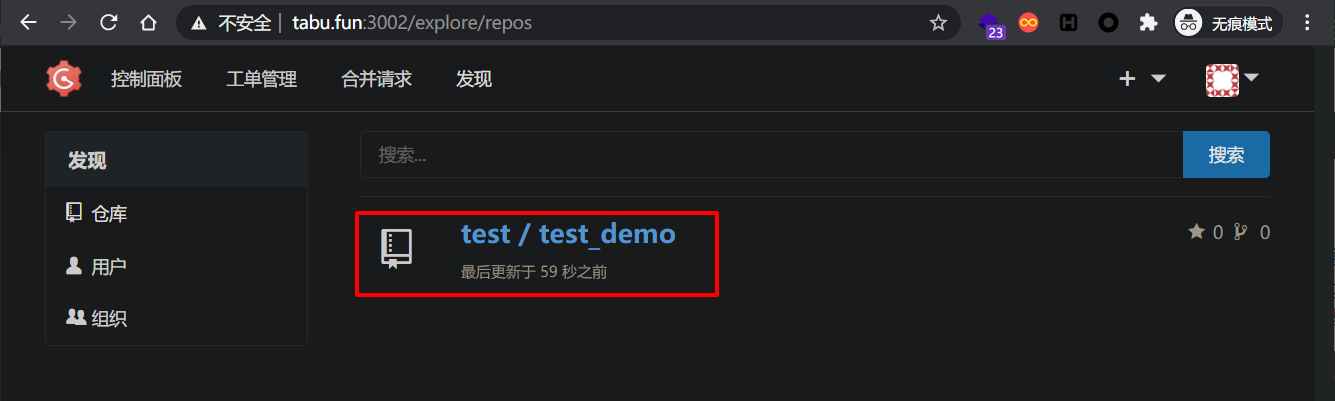 不安全 | tabu.fun:3002/explore/repos
23
无痕模式
控制面板 工单管理 合并请求 发现
发现
仓库
用户
组织
搜索...
搜索
test / test_demo
最后更新于 59 秒之前
0 0